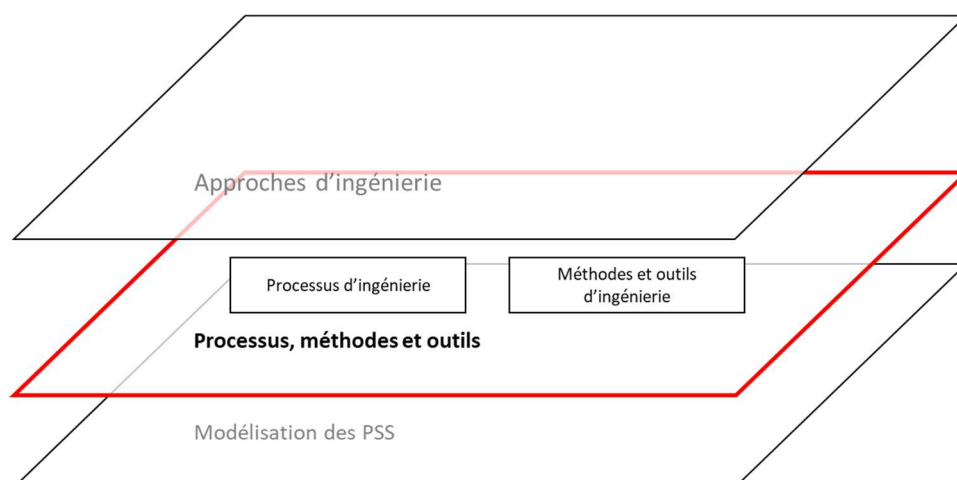 Approches d’ingénierie
Processus d’ingénierie
Méthodes et outils
d’ingénierie
Processus, méthodes et outils
Modélisation des PSS